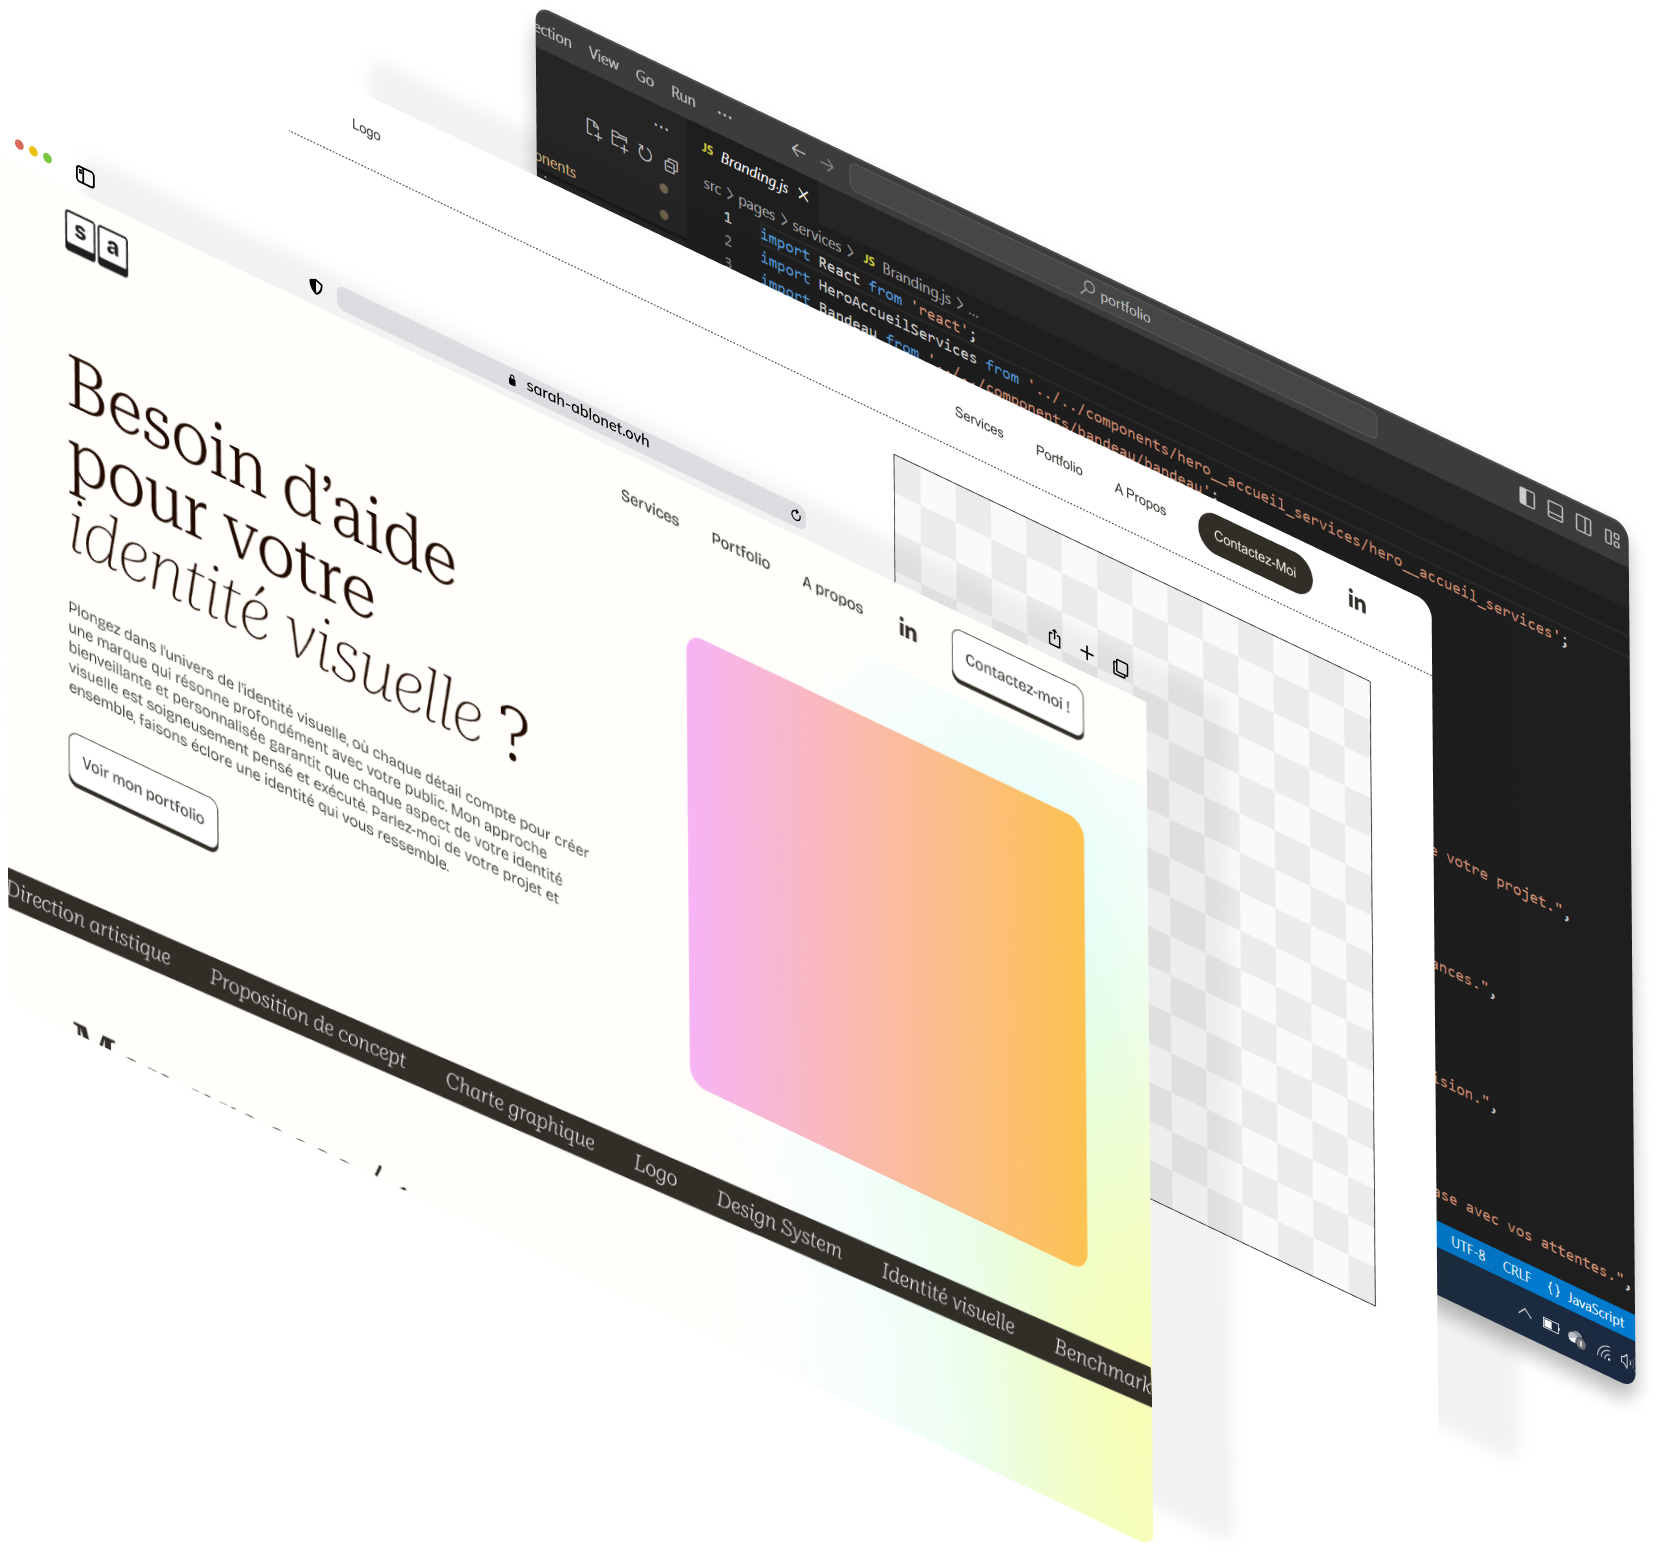 View Go Run ...
JS Branding.js
src > pages > services > JS Branding.js > ...
portfolio
1 import React from 'react';
2 import HeroAccueilServices from '../../components/hero__accueil_services/hero__accueil_services';
3 import Bandeau from '../../components/bandeau/bandeau';
votre projet.",
avec vos attentes.",
UTF-8 CRLF {} JavaScript
Logo
Services
Portfolio
A Propos
Contactez-Moi
in
sarah-ablonet.ovh
s a
Services
Portfolio
A propos
in
Contactez-moi !
Besoin d'aide
pour votre
identité visuelle ?
Plongez dans l'univers de l'identité visuelle, où chaque détail compte pour créer
une marque qui résonne profondément avec votre public. Mon approche
bienveillante et personnalisée garantit que chaque aspect de votre identité
visuelle est soigneusement pensé et exécuté. Parlez-moi de votre projet et
ensemble, faisons éclore une identité qui vous ressemble.
Voir mon portfolio
Direction artistique Proposition de concept Charte graphique Logo Design System Identité visuelle Benchmark